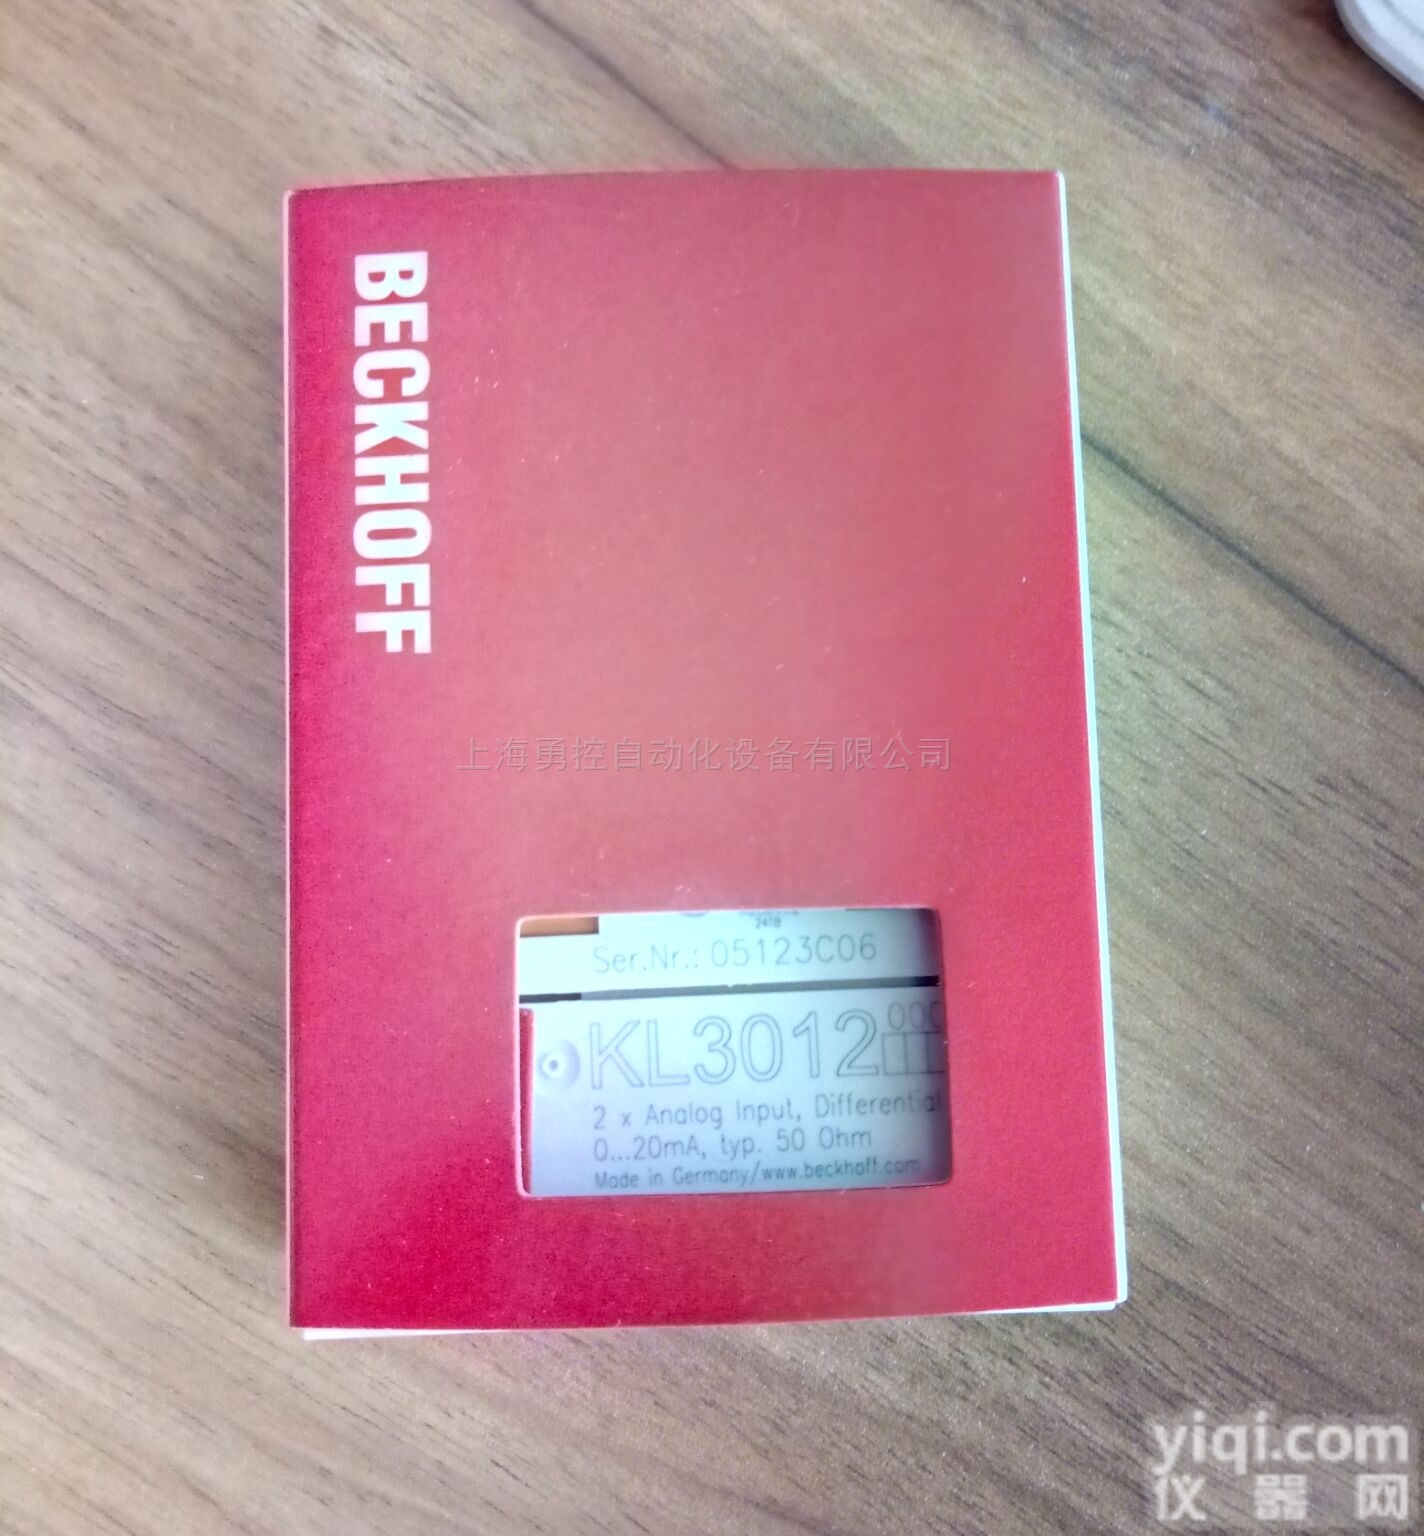 BECKHOFF
上海勇控自动化设备有限公司
2418
Ser.Nr.: 05123C06
KL3012
000
2 x Analog Input, Differential
0...20mA, typ. 50 Ohm
Made in Germany/www.beckhoff.com
yiqi.com
仪器网